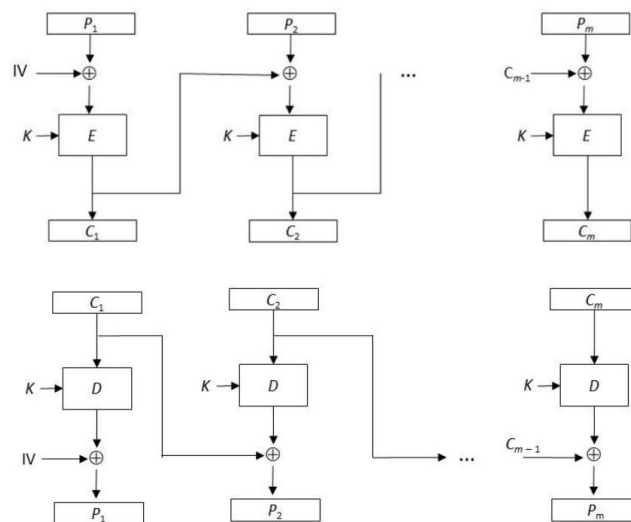 P₁ P₂ Pₘ
IV ⊕ ⊕ ... Cₘ₋₁ ⊕
K E K E K E
C₁ C₂ Cₘ
C₁ C₂ Cₘ
K D K D K D
IV ⊕ ⊕ ... Cₘ ₋ ₁ ⊕
P₁ P₂ Pₘ